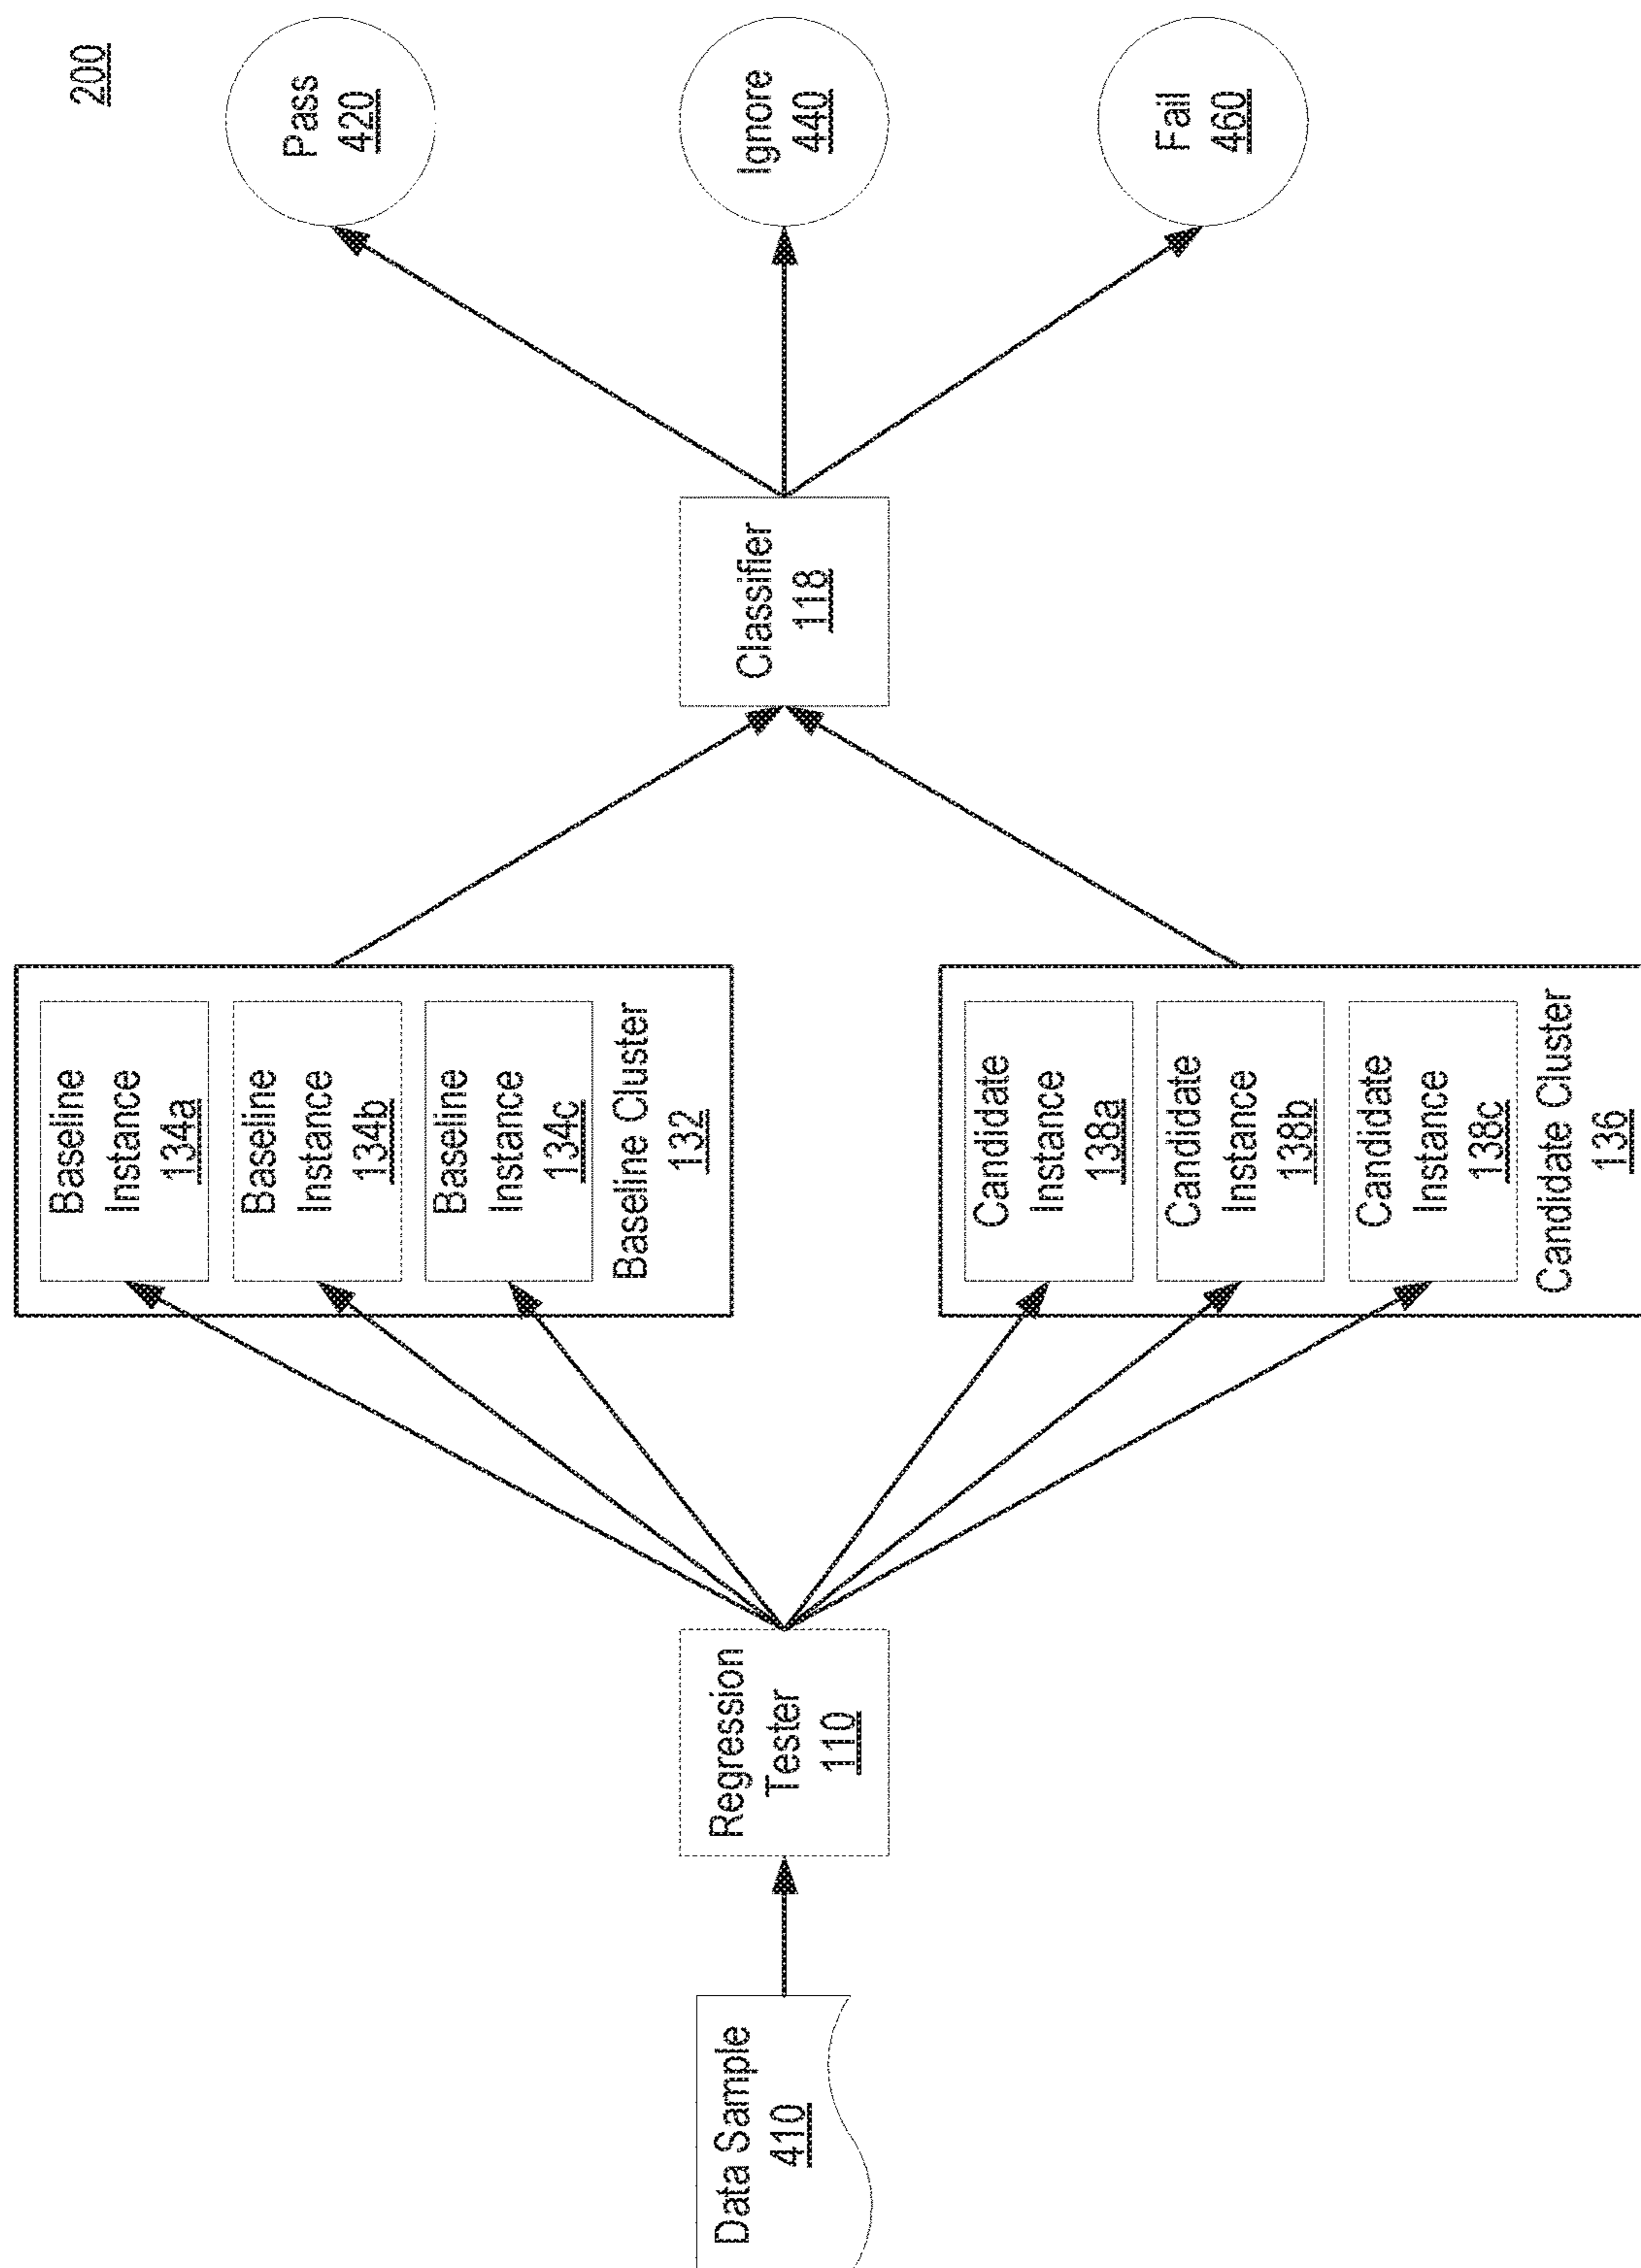 200
Data Sample
410
Regression
Tester
110
Baseline
Instance
134a
Baseline
Instance
134b
Baseline
Instance
134c
Baseline Cluster
132
Candidate
Instance
138a
Candidate
Instance
138b
Candidate
Instance
138c
Candidate Cluster
136
Classifier
118
Pass
420
Ignore
440
Fail
460